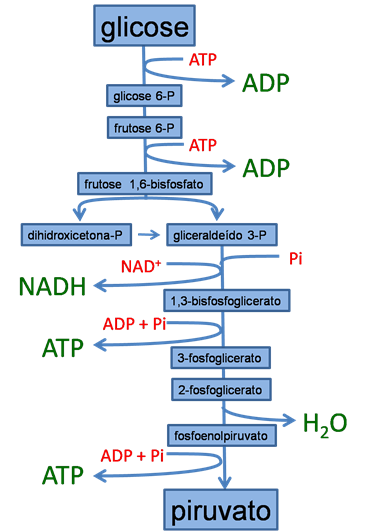 glicose
ATP
ADP
glicose 6-P
frutose 6-P
ATP
ADP
frutose 1,6-bisfosfato
dihidroxicetona-P
gliceraldeído 3-P
NAD⁺
Pi
NADH
1,3-bisfosfoglicerato
ADP + Pi
ATP
3-fosfoglicerato
2-fosfoglicerato
H₂O
fosfoenolpiruvato
ADP + Pi
ATP
piruvato